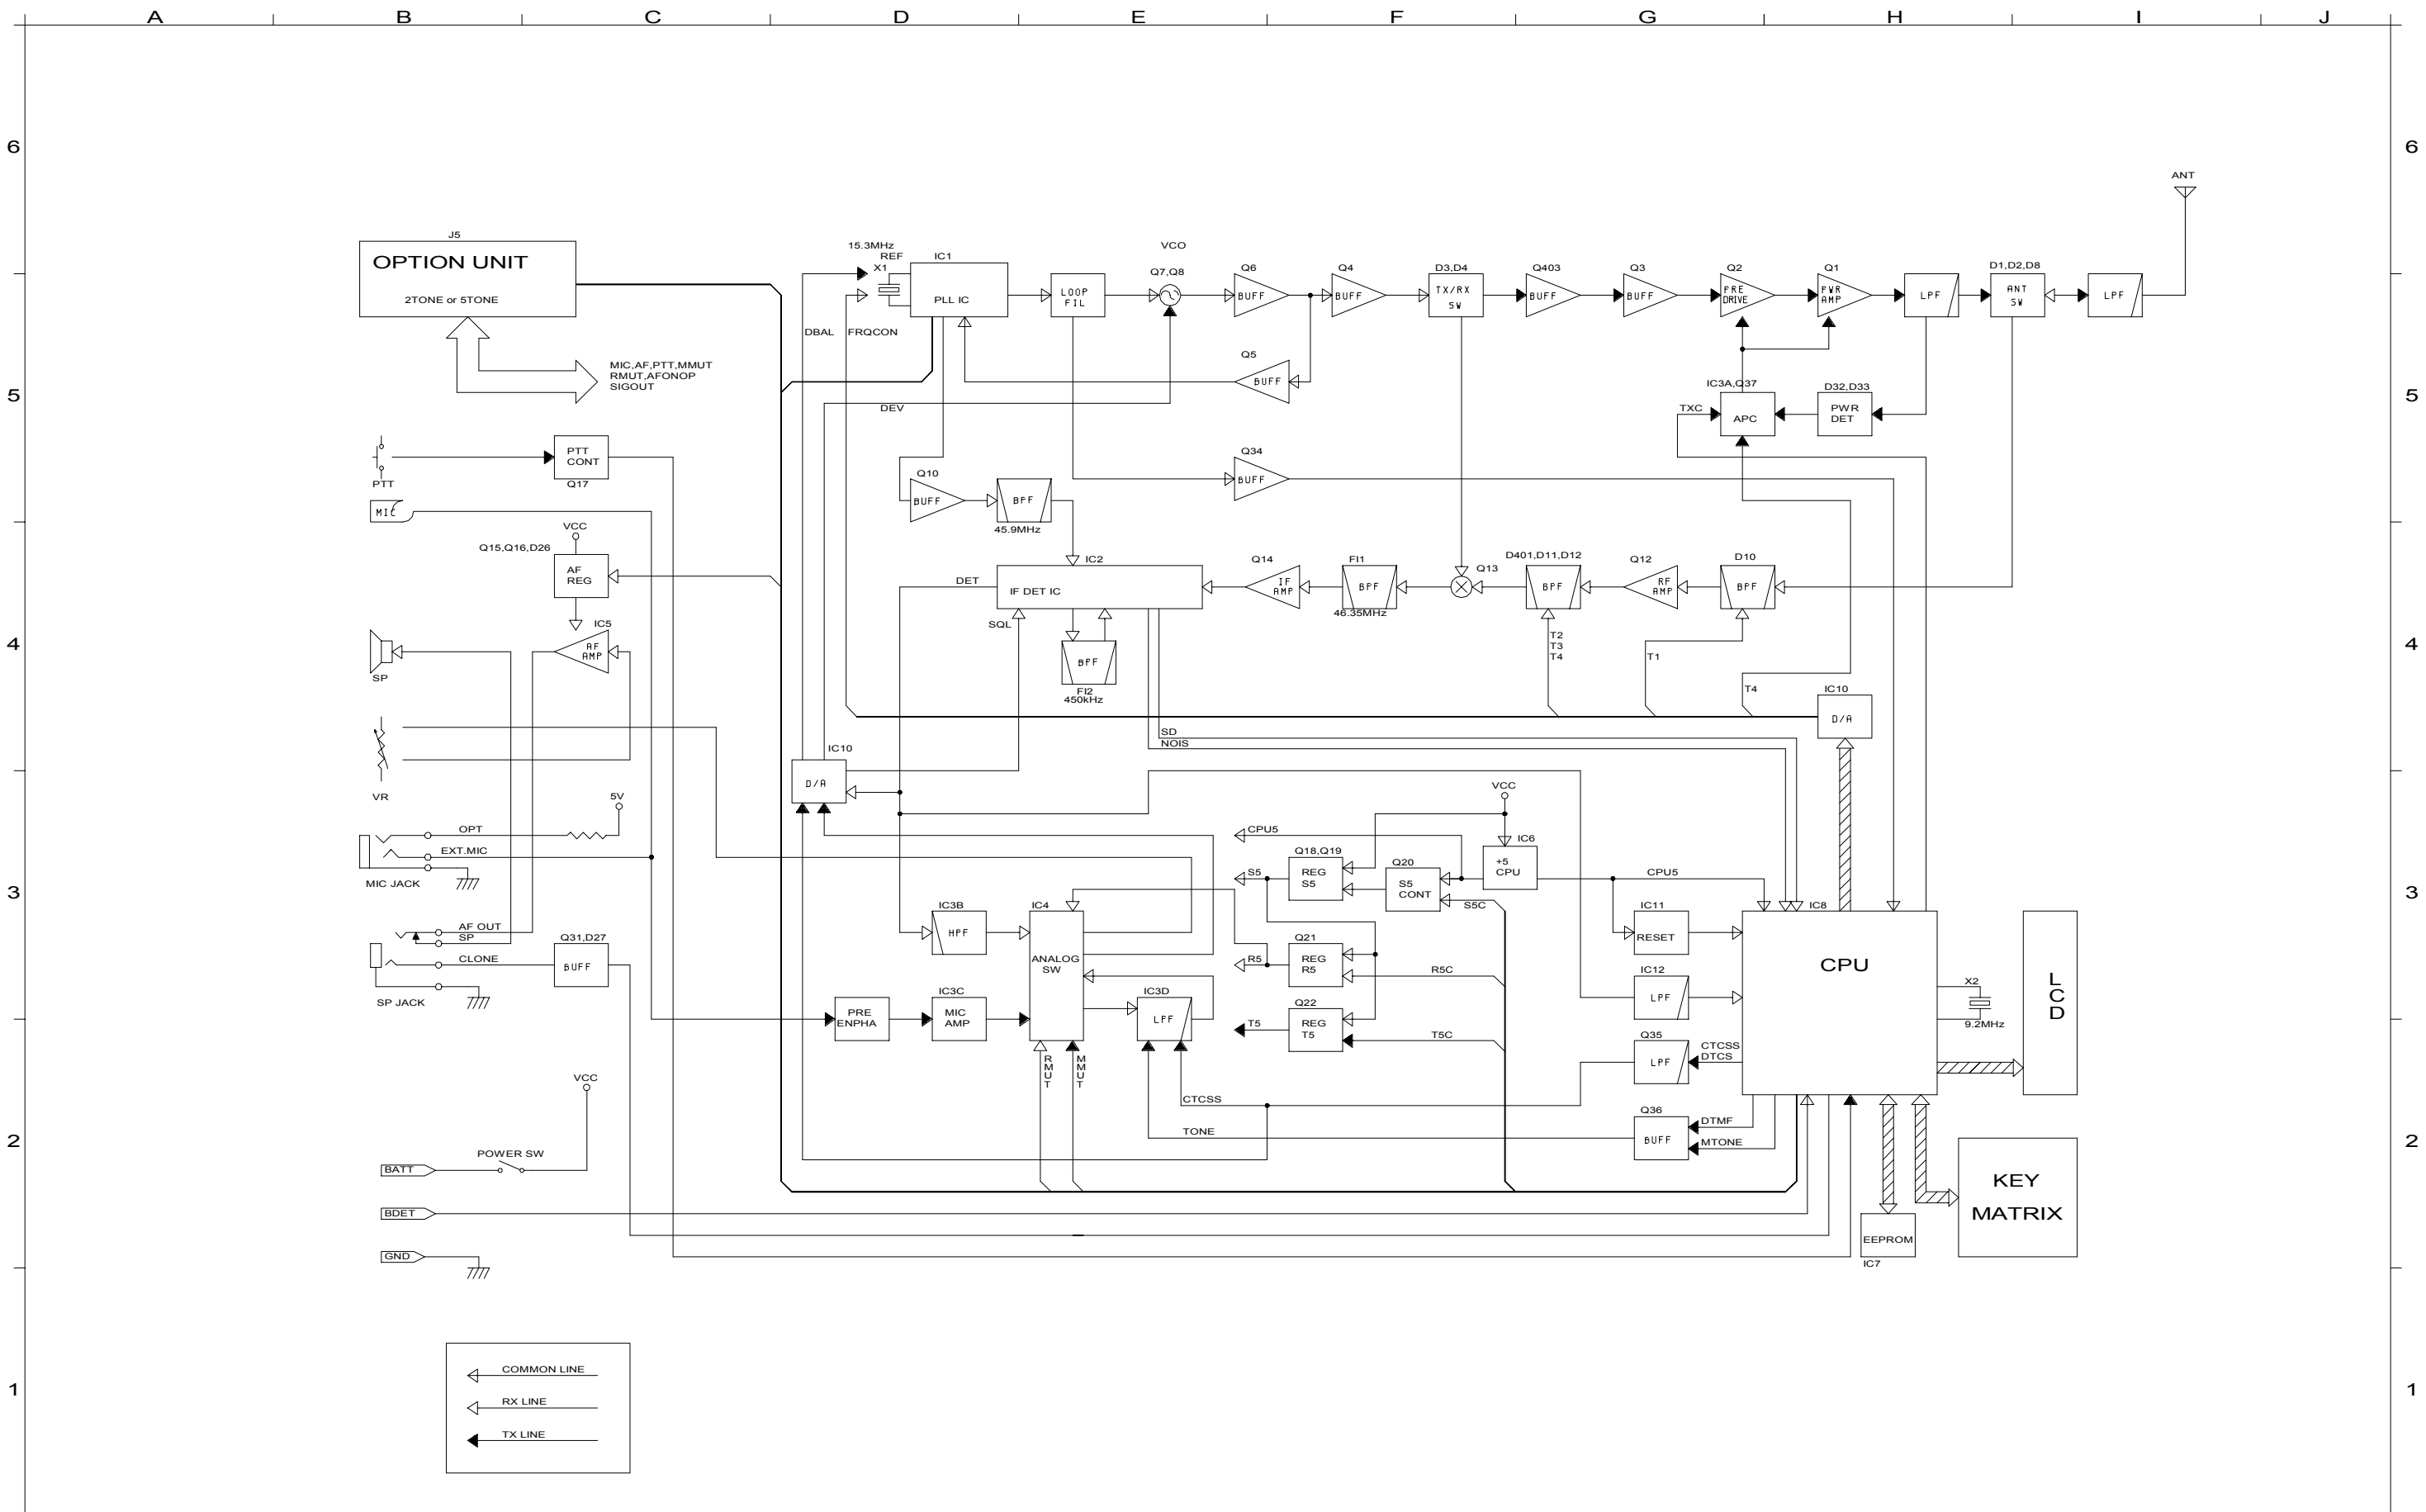 A B C D E F G H I J
6 6
ANT
J5
OPTION UNIT
2TONE or 5TONE
MIC,AF,PTT,MMUT
RMUT,AFONOP
SIGOUT
15.3MHz
REF
X1
IC1
PLL IC
LOOP
FIL
VCO
Q7,Q8
Q6
BUFF
Q4
BUFF
D3,D4
TX/RX
SW
Q403
BUFF
Q3
BUFF
Q2
PRE
DRIVE
Q1
PWR
AMP
LPF
D1,D2,D8
ANT
SW
LPF
DBAL
FRQCON
Q5
BUFF
5 5
DEV
IC3A,Q37
TXC
APC
D32,D33
PWR
DET
PTT
PTT
CONT
Q17
Q10
BUFF
BPF
45.9MHz
Q34
BUFF
MIC
VCC
Q15,Q16,D26
AF
REG
DET
IC2
IF DET IC
Q14
IF
AMP
FI1
BPF
46.35MHz
Q13
D401,D11,D12
BPF
Q12
RF
AMP
D10
BPF
SQL
4 4
SP
IC5
AF
AMP
BPF
FI2
450kHz
T2
T3
T4
T1
T4
IC10
D/A
VR
IC10
D/A
SD
NOIS
5V
OPT
EXT.MIC
MIC JACK
VCC
IC6
+5
CPU
CPU5
Q18,Q19
REG
S5
S5
Q20
S5
CONT
S5C
CPU5
3 3
AF OUT
SP
CLONE
SP JACK
Q31,D27
BUFF
IC3B
HPF
IC4
ANALOG
SW
Q21
REG
R5
R5
R5C
IC11
RESET
IC8
CPU
LCD
IC3C
MIC
AMP
PRE
ENPHA
IC3D
LPF
Q22
REG
T5
T5
T5C
IC12
LPF
X2
9.2MHz
Q35
LPF
CTCSS
DTCS
RMUT
MMUT
CTCSS
TONE
Q36
BUFF
DTMF
MTONE
VCC
2 2
POWER SW
BATT
BDET
GND
KEY
MATRIX
EEPROM
IC7
1 1
COMMON LINE
RX LINE
TX LINE